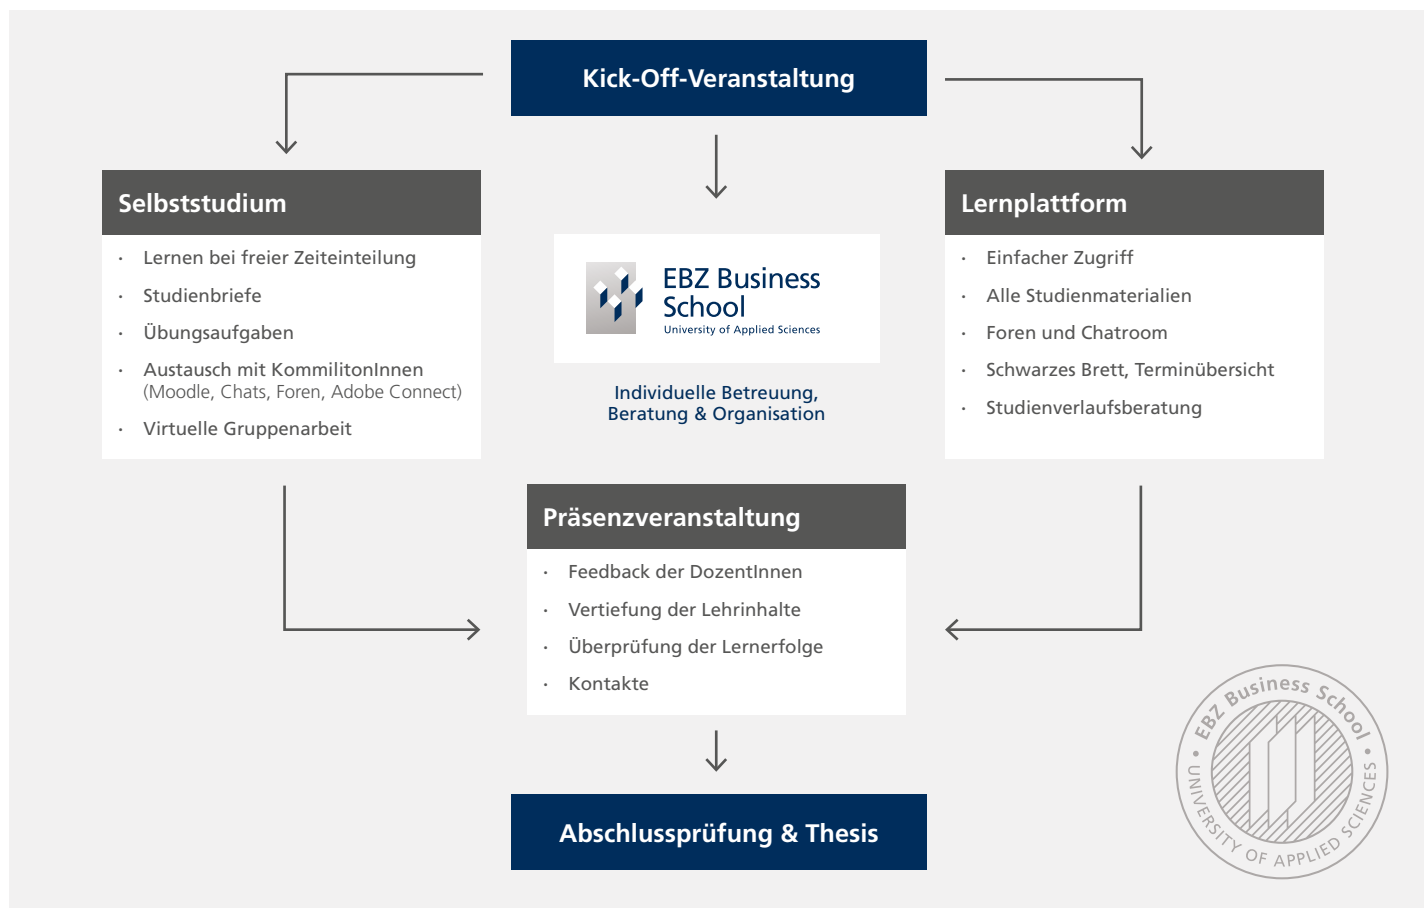 Kick-Off-Veranstaltung
Selbststudium
· Lernen bei freier Zeiteinteilung
· Studienbriefe
· Übungsaufgaben
· Austausch mit KommilitonInnen
(Moodle, Chats, Foren, Adobe Connect)
· Virtuelle Gruppenarbeit
EBZ Business
School
University of Applied Sciences
Individuelle Betreuung,
Beratung & Organisation
Lernplattform
· Einfacher Zugriff
· Alle Studienmaterialien
· Foren und Chatroom
· Schwarzes Brett, Terminübersicht
· Studienverlaufsberatung
Präsenzveranstaltung
· Feedback der DozentInnen
· Vertiefung der Lehrinhalte
· Überprüfung der Lernerfolge
· Kontakte
Abschlussprüfung & Thesis
• EBZ Business School •
UNIVERSITY OF APPLIED SCIENCES